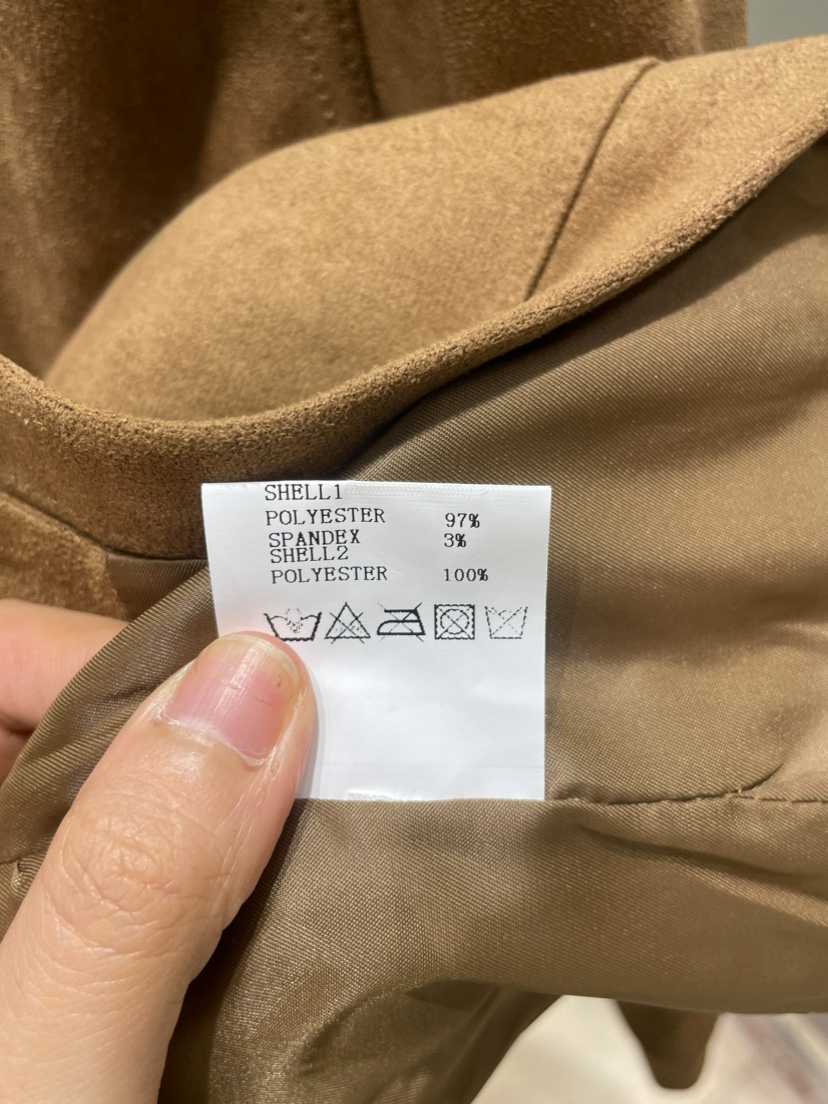 SHELL1
POLYESTER 97%
SPANDEX 3%
SHELL2
POLYESTER 100%